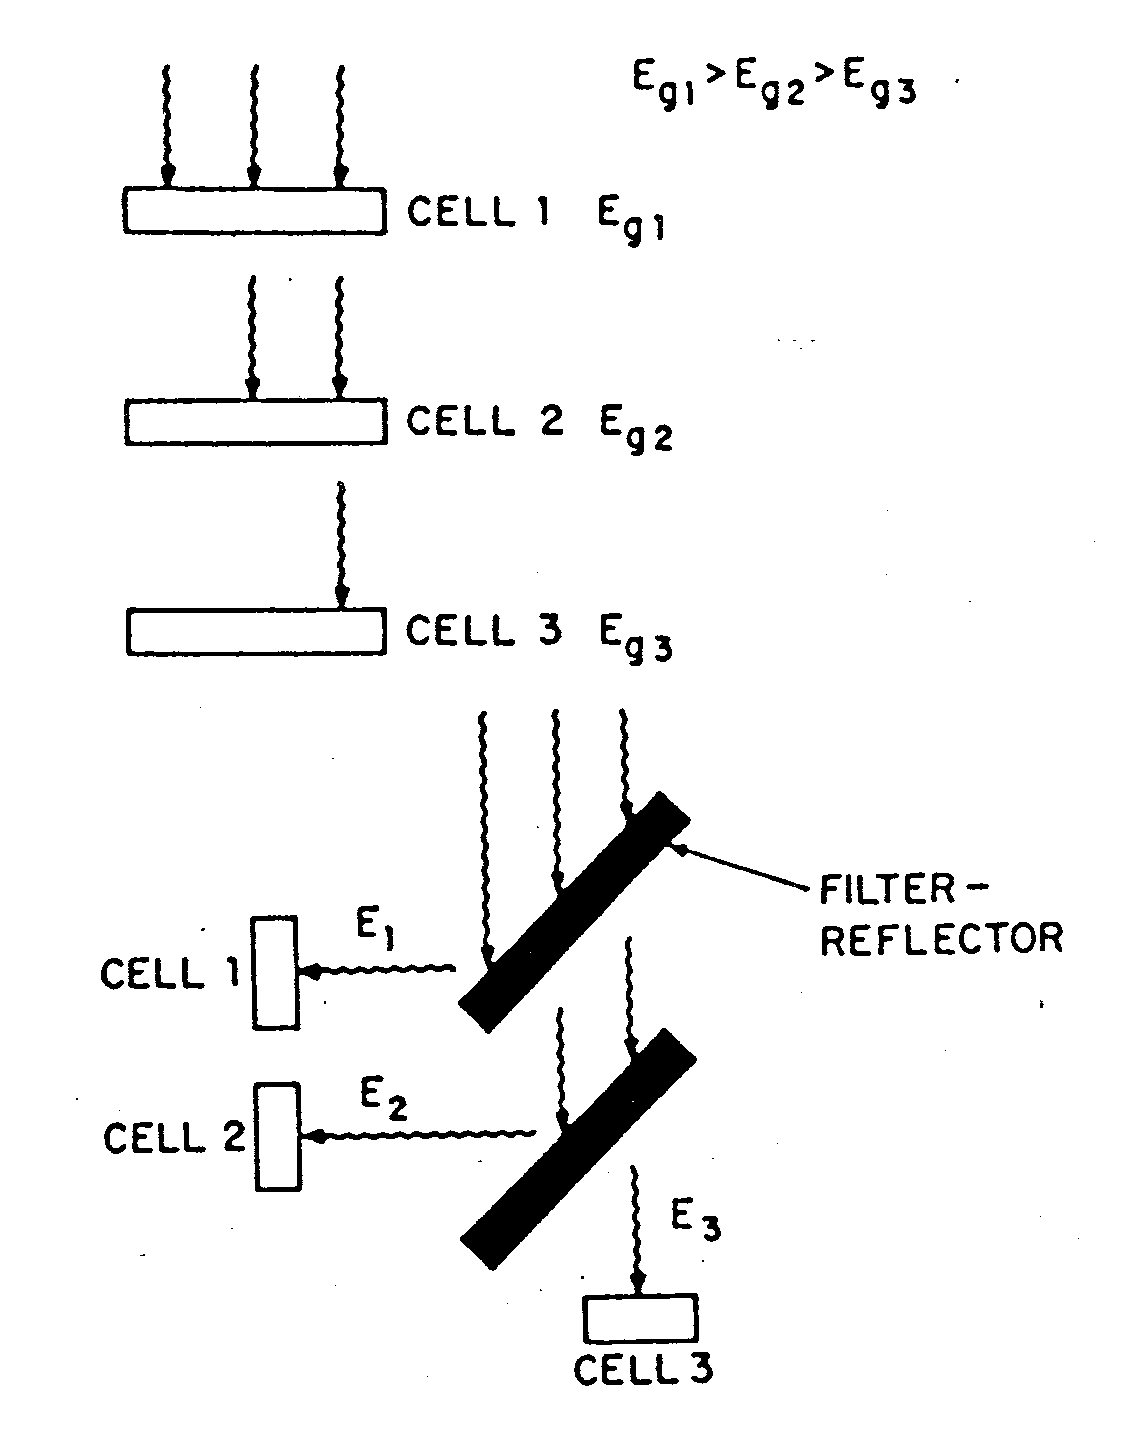 Eg1 > Eg2 > Eg3
CELL 1 Eg1
CELL 2 Eg2
CELL 3 Eg3
FILTER-
REFLECTOR
E1
CELL 1
E2
CELL 2
E3
CELL 3